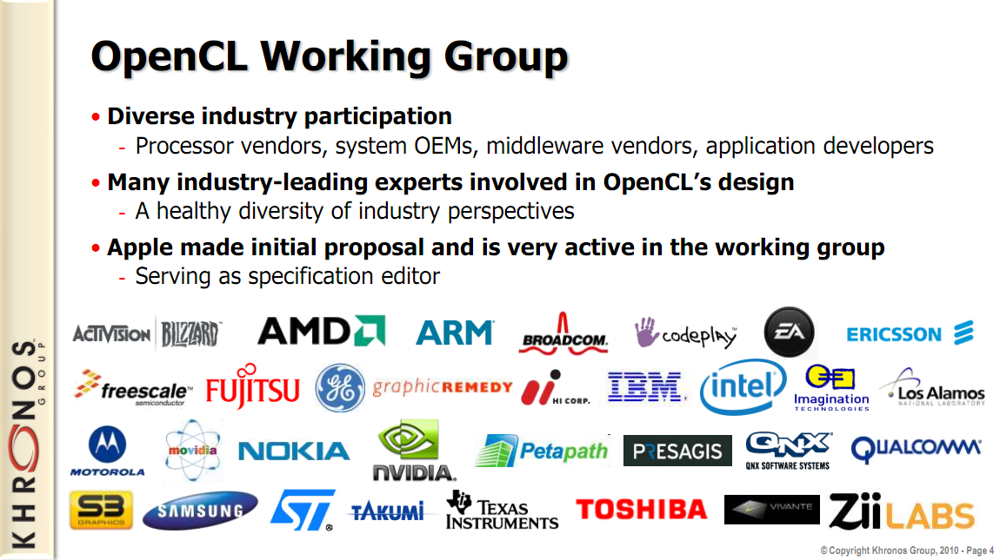 OpenCL Working Group
• Diverse industry participation
- Processor vendors, system OEMs, middleware vendors, application developers
• Many industry-leading experts involved in OpenCL’s design
- A healthy diversity of industry perspectives
• Apple made initial proposal and is very active in the working group
- Serving as specification editor
ACTIVISION BLIZZARD™ AMD ARM® BROADCOM. codeplay™ EA ERICSSON
freescale™ semiconductor FUJITSU GE graphicREMEDY HI CORP. IBM® intel® Imagination TECHNOLOGIES Los Alamos NATIONAL LABORATORY
MOTOROLA movidia NOKIA NVIDIA. Petapath PRESAGIS QNX® QNX SOFTWARE SYSTEMS QUALCOMM®
S3 GRAPHICS SAMSUNG ST® TAKUMI TEXAS INSTRUMENTS TOSHIBA VIVANTE ZiiLABS
KHRONOS™ GROUP
© Copyright Khronos Group, 2010 - Page 4